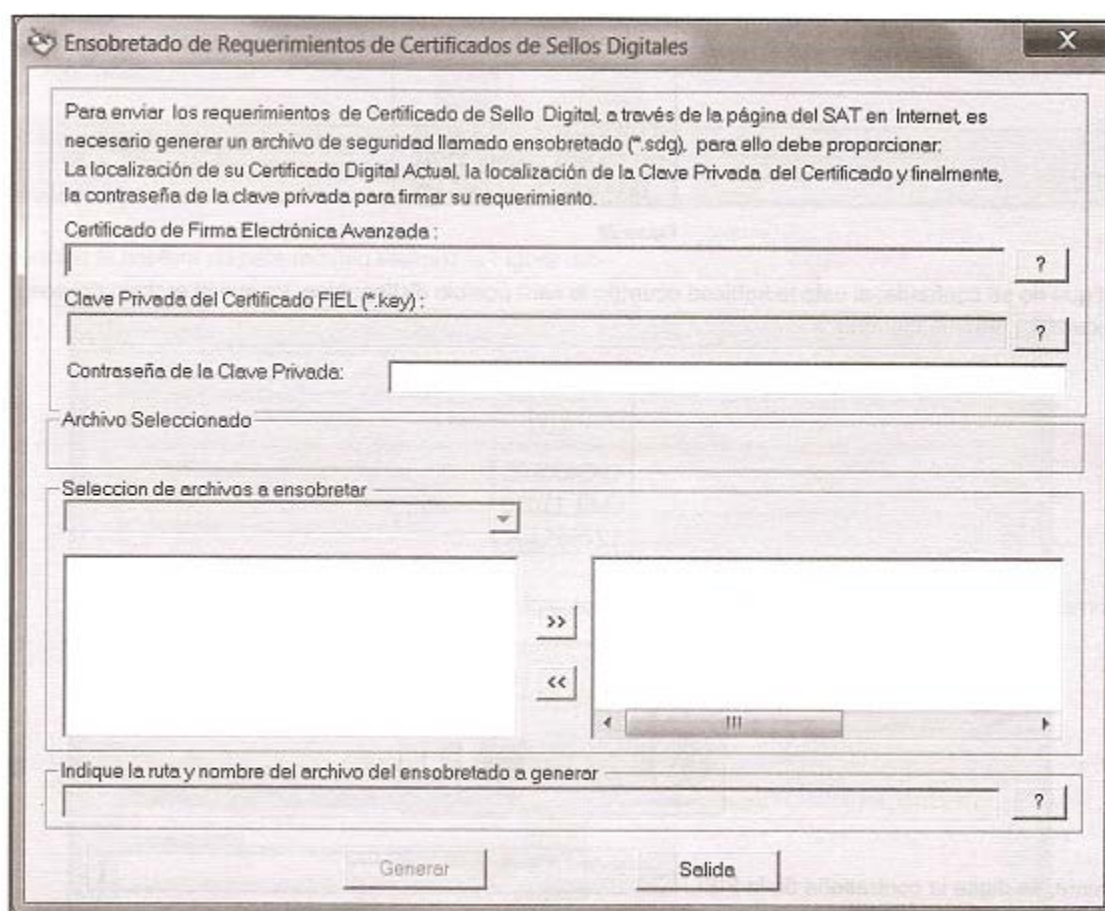 Ensobretado de Requerimientos de Certificados de Sellos Digitales
X
Para enviar los requerimientos de Certificado de Sello Digital, a través de la página del SAT en Internet, es
necesario generar un archivo de seguridad llamado ensobretado (*.sdg), para ello debe proporcionar:
La localización de su Certificado Digital Actual, la localización de la Clave Privada del Certificado y finalmente,
la contraseña de la clave privada para firmar su requerimiento.
Certificado de Firma Electrónica Avanzada :
?
Clave Privada del Certificado FIEL (*.key) :
?
Contraseña de la Clave Privada:
Archivo Seleccionado
Seleccion de archivos a ensobretar
>>
<<
Indique la ruta y nombre del archivo del ensobretado a generar
?
Generar
Salida